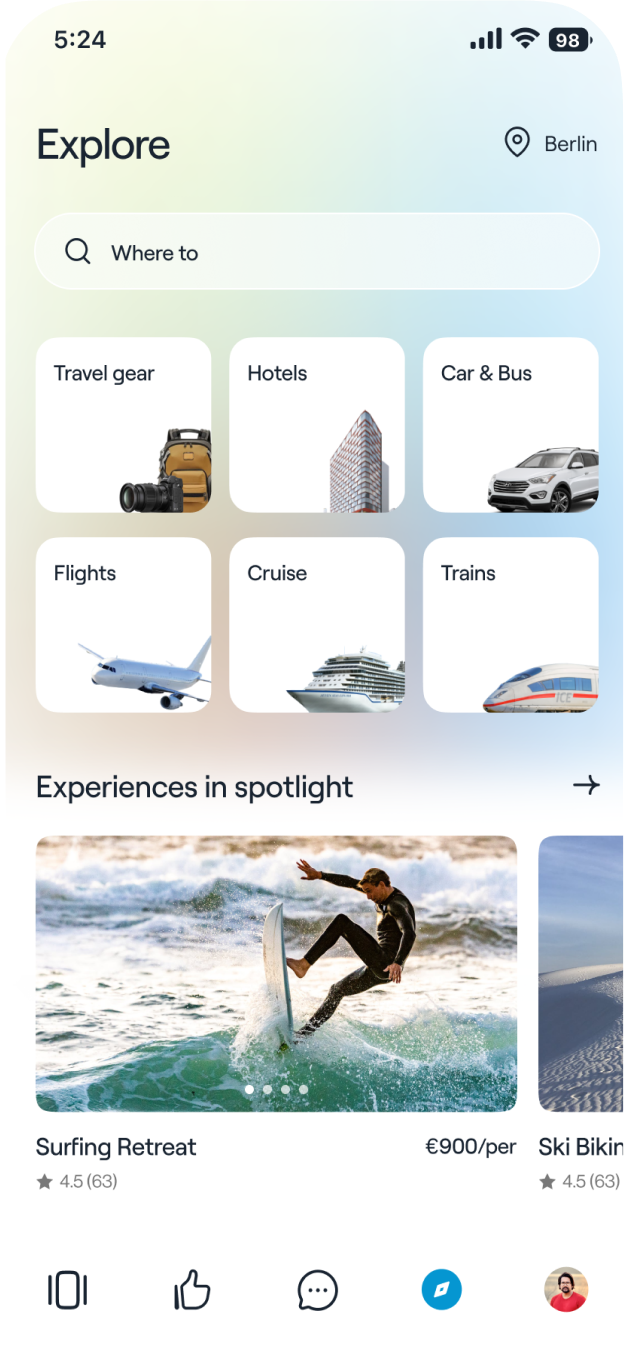 5:24
98
Explore
Berlin
Where to
Travel gear
Hotels
Car & Bus
Flights
Cruise
Trains
ICE
Experiences in spotlight
Surfing Retreat
€900/per
Ski Bikin
4.5 (63)
4.5 (63)